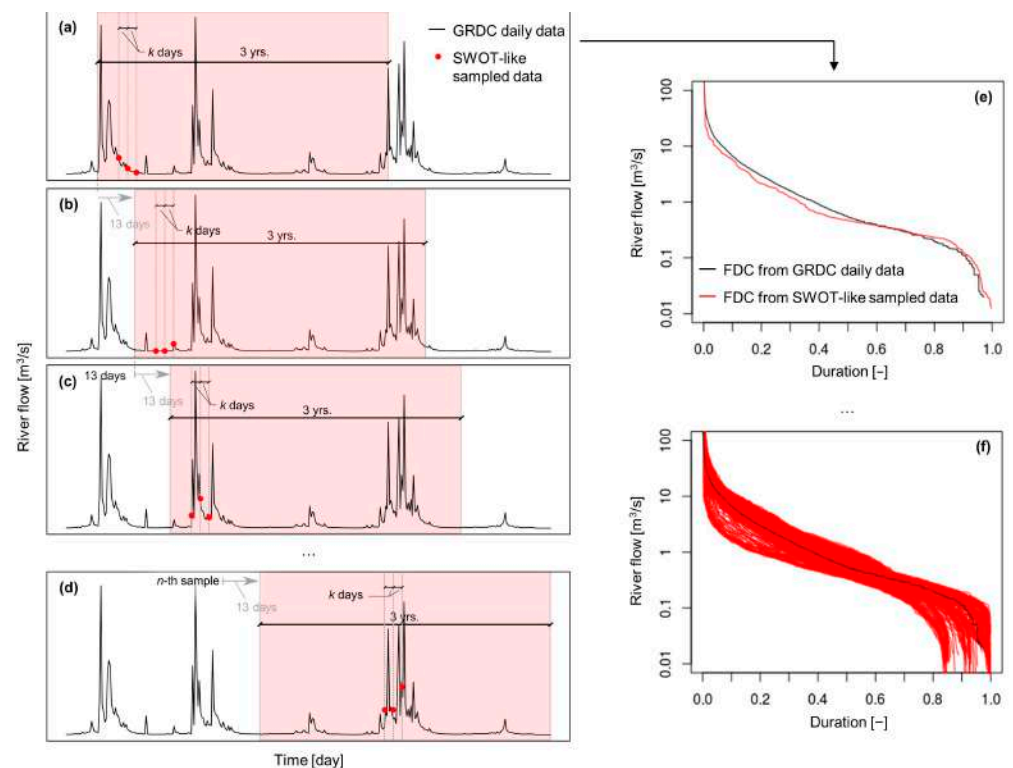 (a)
k days
3 yrs.
GRDC daily data
SWOT-like
sampled data
(b)
13 days
k days
3 yrs.
(c)
13 days
13 days
k days
3 yrs.
...
(d)
n-th sample
13 days
k days
3 yrs.
River flow [m³/s]
Time [day]
(e)
River flow [m³/s]
100
10
1
0.1
0.01
FDC from GRDC daily data
FDC from SWOT-like sampled data
0.0 0.2 0.4 0.6 0.8 1.0
Duration [−]
...
(f)
River flow [m³/s]
100
10
1
0.1
0.01
0.0 0.2 0.4 0.6 0.8 1.0
Duration [−]